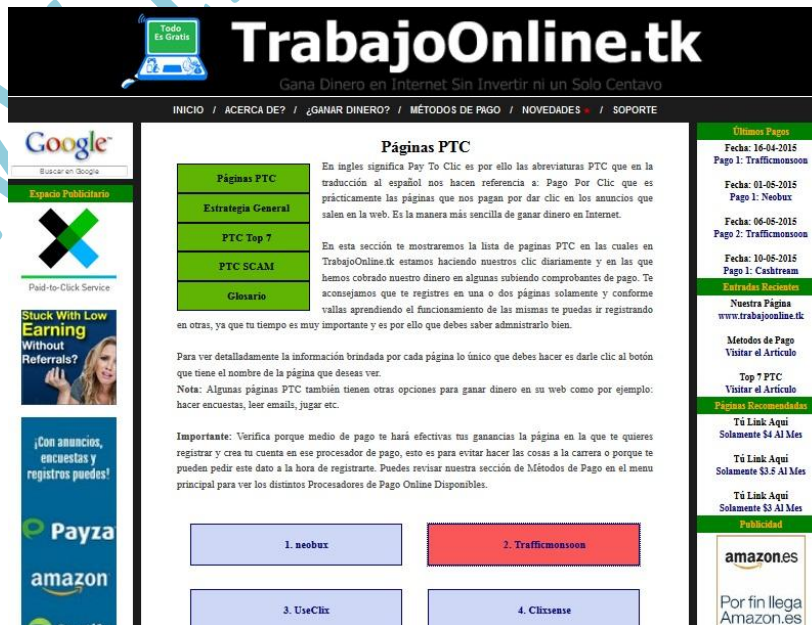 Todo
Es Gratis
TrabajoOnline.tk
Gana Dinero en Internet Sin Invertir ni un Solo Centavo
INICIO / ACERCA DE? / ¿GANAR DINERO? / MÉTODOS DE PAGO / NOVEDADES / SOPORTE
Google
Buscar en Google
Espacio Publicitario
Paid-to-Click Service
Stuck With Low
Earning
Without
Referrals?
¡Con anuncios,
encuestas y
registros puedes!
Payza
amazon
Páginas PTC
Páginas PTC
Estrategia General
PTC Top 7
PTC SCAM
Glosario
En ingles significa Pay To Clic es por ello las abreviaturas PTC que en la
traducción al español nos hacen referencia a: Pago Por Clic que es
prácticamente las páginas que nos pagan por dar clic en los anuncios que
salen en la web. Es la manera más sencilla de ganar dinero en Internet.
En esta sección te mostraremos la lista de paginas PTC en las cuales en
TrabajoOnline.tk estamos haciendo nuestros clic diariamente y en las que
hemos cobrado nuestro dinero en algunas subiendo comprobantes de pago. Te
aconsejamos que te registres en una o dos páginas solamente y conforme
vallas aprendiendo el funcionamiento de las mismas te puedas ir registrando
en otras, ya que tu tiempo es muy importante y es por ello que debes saber admnistrarlo bien.
Para ver detalladamente la información brindada por cada página lo único que debes hacer es darle clic al botón
que tiene el nombre de la página que deseas ver.
Nota: Algunas páginas PTC también tienen otras opciones para ganar dinero en su web como por ejemplo:
hacer encuestas, leer emails, jugar etc.
Importante: Verifica porque medio de pago te hará efectivas tus ganancias la página en la que te quieres
registrar y crea tu cuenta en ese procesador de pago, esto es para evitar hacer las cosas a la carrera o porque te
pueden pedir este dato a la hora de registrarte. Puedes revisar nuestra sección de Métodos de Pago en el menu
principal para ver los distintos Procesadores de Pago Online Disponibles.
1. neobux
2. Trafficmonsoon
3. UseClix
4. Clixsense
Últimos Pagos
Fecha: 16-04-2015
Pago 1: Trafficmonsoon
Fecha: 01-05-2015
Pago 1: Neobux
Fecha: 06-05-2015
Pago 2: Trafficmonsoon
Fecha: 10-05-2015
Pago 1: Cashtream
Entradas Recientes
Nuestra Página
www.trabajoonline.tk
Metodos de Pago
Visitar el Artículo
Top 7 PTC
Visitar el Artículo
Páginas Recomendadas
Tú Link Aquí
Solamente $4 Al Mes
Tú Link Aquí
Solamente $3.5 Al Mes
Tú Link Aquí
Solamente $3 Al Mes
Publicidad
amazon.es
Por fin llega
Amazon.es